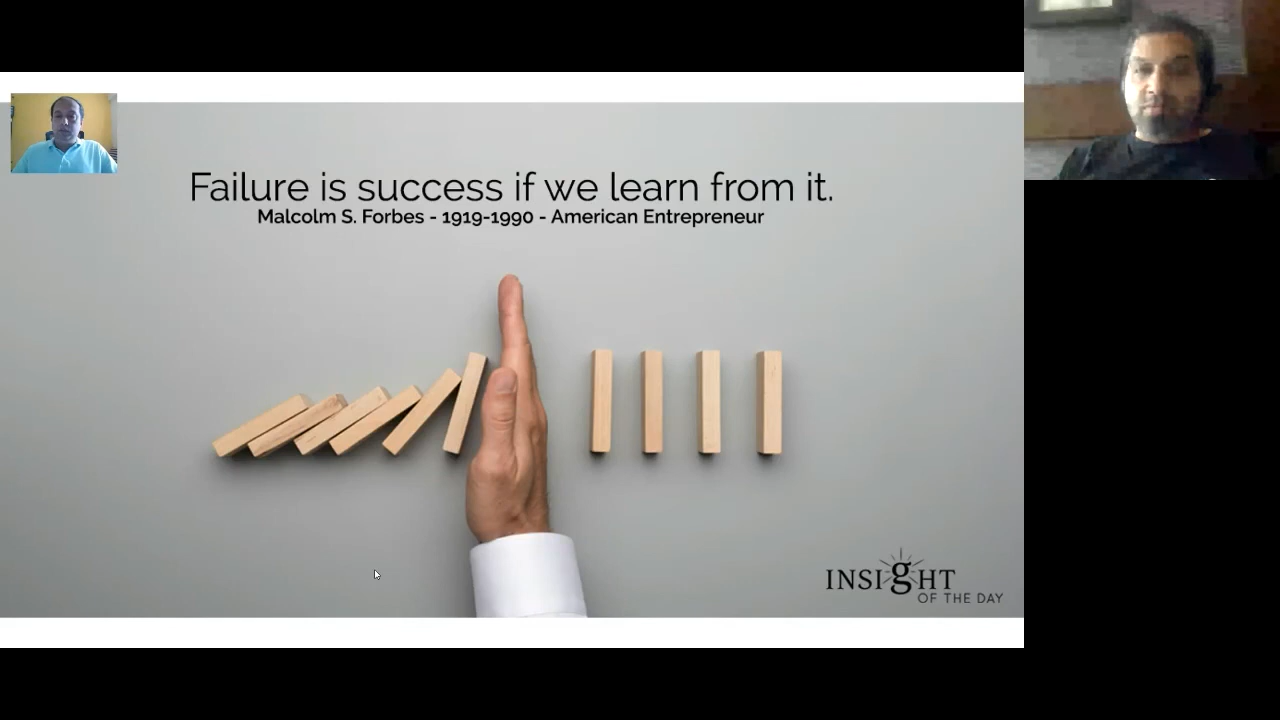 Failure is success if we learn from it.
Malcolm S. Forbes - 1919-1990 - American Entrepreneur
INSIGHT
OF THE DAY